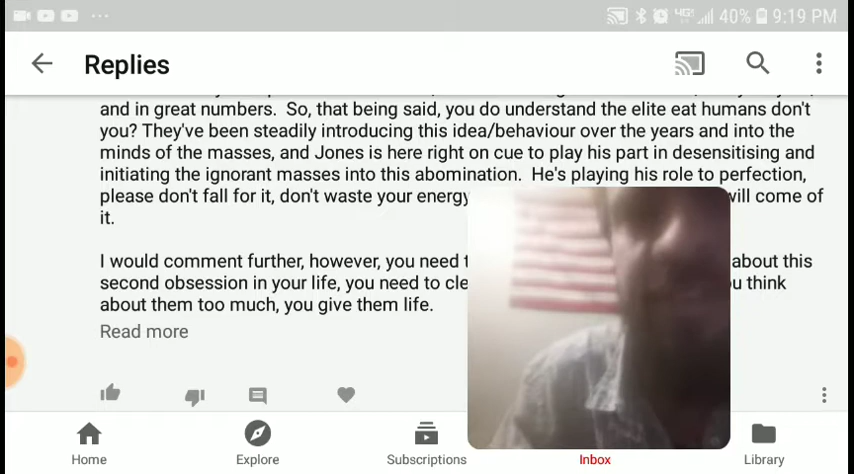 40% 9:19 PM
Replies
and in great numbers. So, that being said, you do understand the elite eat humans don't
you? They've been steadily introducing this idea/behaviour over the years and into the
minds of the masses, and Jones is here right on cue to play his part in desensitising and
initiating the ignorant masses into this abomination. He's playing his role to perfection,
please don't fall for it, don't waste your energy will come of
it.
I would comment further, however, you need about this
second obsession in your life, you need to think
about them too much, you give them life.
Read more
Home Explore Subscriptions Inbox Library